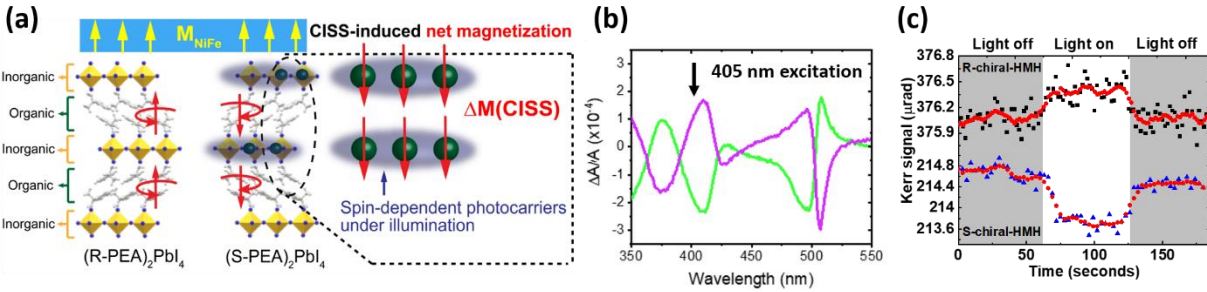 (a)
M_NiFe
CISS-induced net magnetization
Inorganic
Organic
Inorganic
Organic
Inorganic
ΔM(CISS)
Spin-dependent photocarriers
under illumination
(R-PEA)₂PbI₄
(S-PEA)₂PbI₄
(b)
405 nm excitation
ΔA/A (x10⁻⁴)
3
2
1
0
-1
-2
-3
350 400 450 500 550
Wavelength (nm)
(c)
Light off Light on Light off
R-chiral-HMH
Kerr signal (μrad)
376.8
376.5
376.2
375.9
214.8
214.4
214
213.6
S-chiral-HMH
0 50 100 150
Time (seconds)